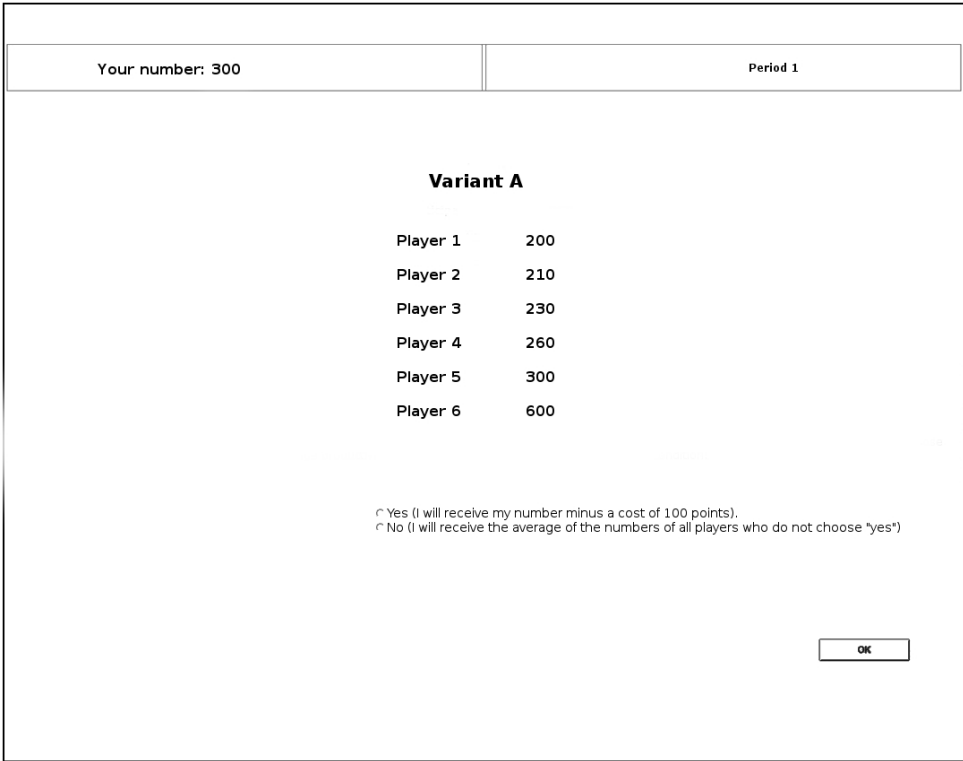 Your number: 300
Period 1
Variant A
Player 1 200
Player 2 210
Player 3 230
Player 4 260
Player 5 300
Player 6 600
Yes (I will receive my number minus a cost of 100 points).
No (I will receive the average of the numbers of all players who do not choose "yes")
OK